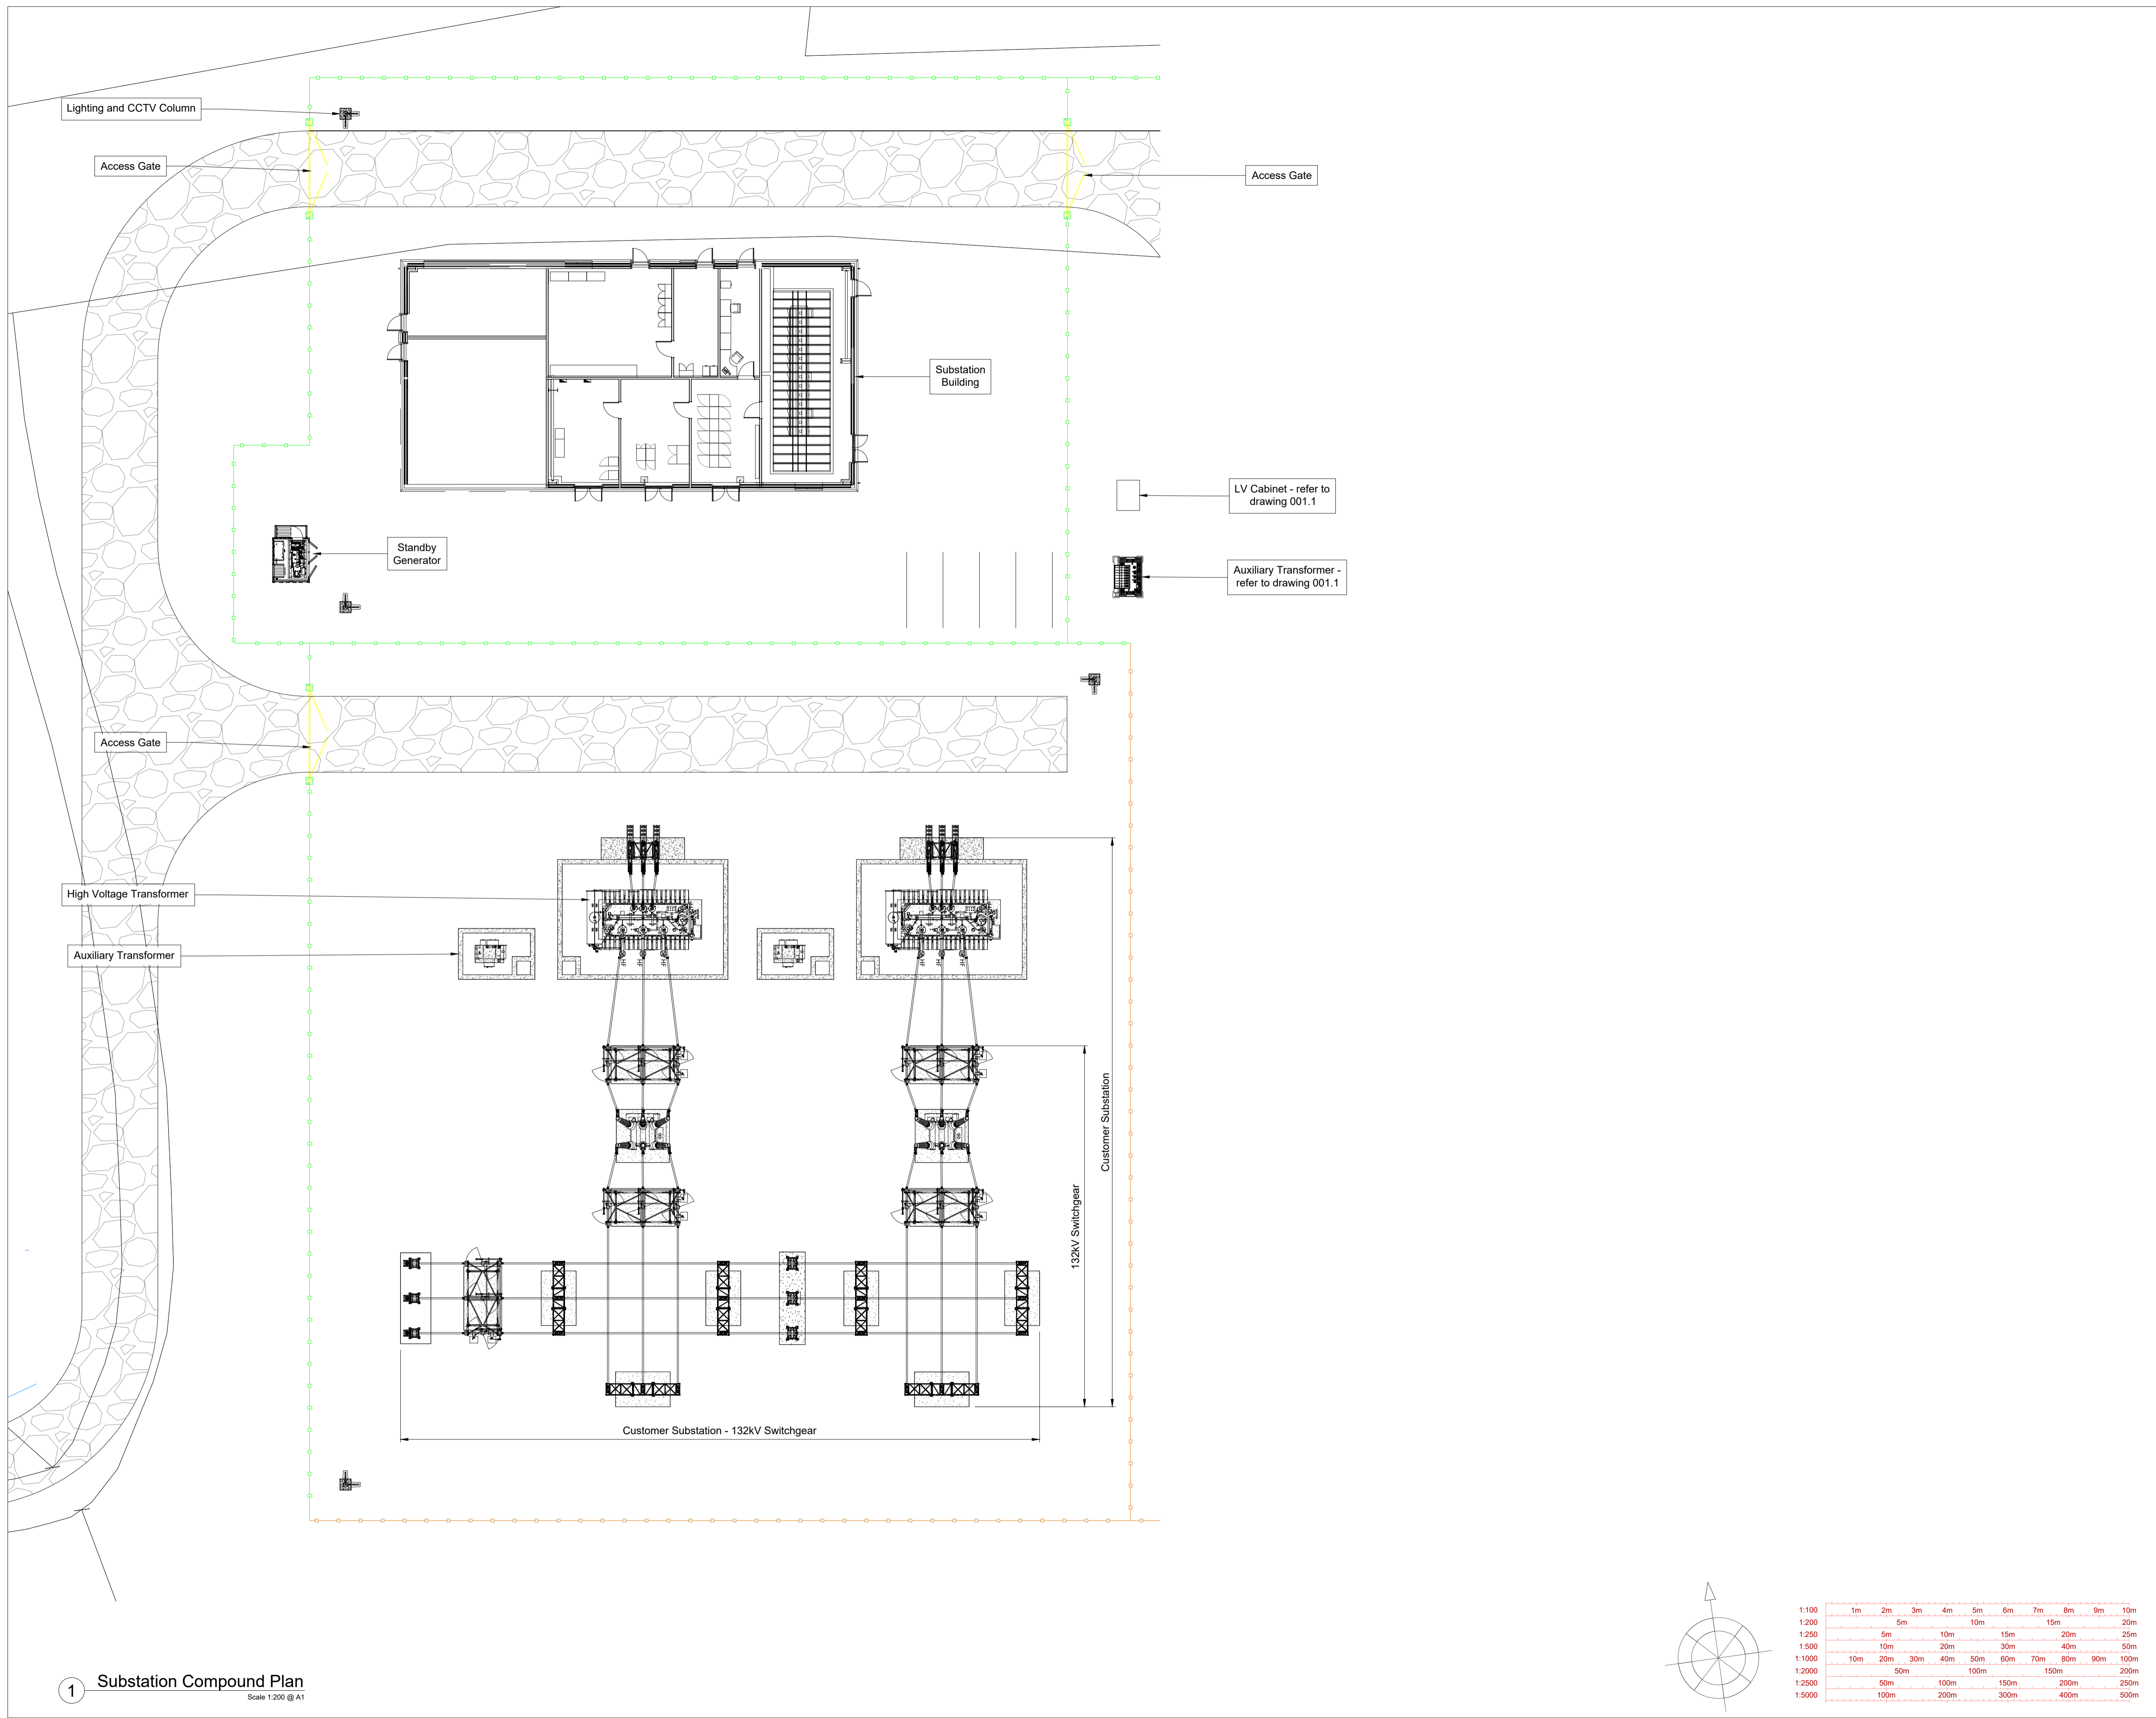 Lighting and CCTV Column
Access Gate
Access Gate
Substation
Building
LV Cabinet - refer to
drawing 001.1
Standby
Generator
Auxiliary Transformer -
refer to drawing 001.1
Access Gate
High Voltage Transformer
Auxiliary Transformer
Customer Substation
132kV Switchgear
Customer Substation - 132kV Switchgear
1 Substation Compound Plan
Scale 1:200 @ A1
1:100 1m 2m 3m 4m 5m 6m 7m 8m 9m 10m
1:200 5m 10m 15m 20m
1:250 5m 10m 15m 20m 25m
1:500 10m 20m 30m 40m 50m
1:1000 10m 20m 30m 40m 50m 60m 70m 80m 90m 100m
1:2000 50m 100m 150m 200m
1:2500 50m 100m 150m 200m 250m
1:5000 100m 200m 300m 400m 500m